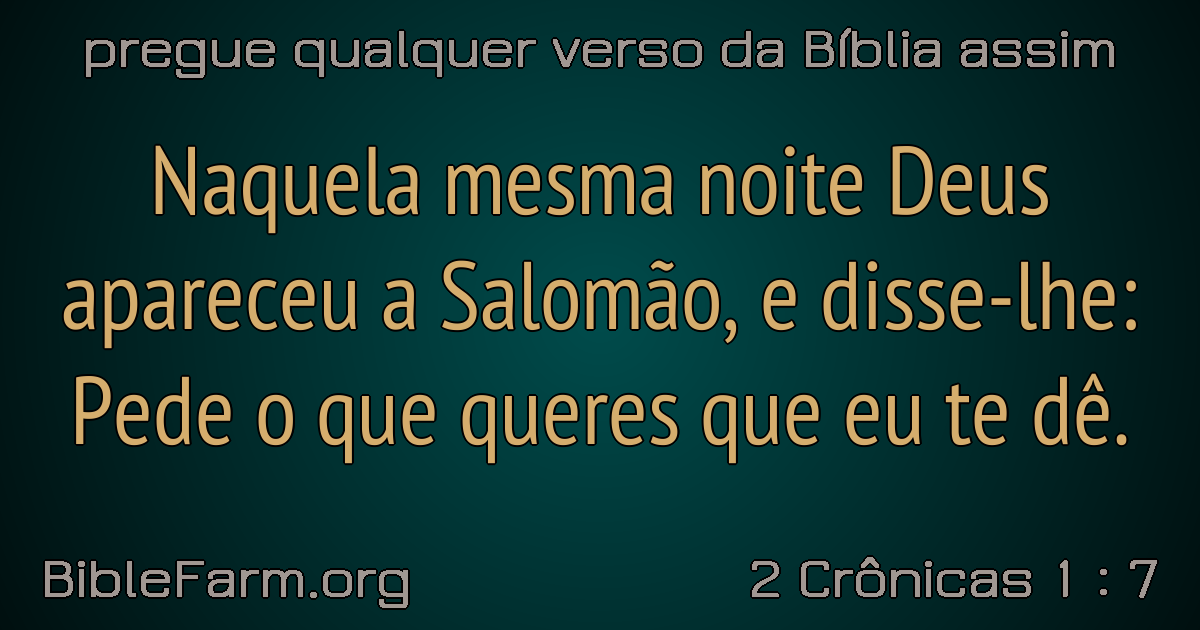 pregue qualquer verso da Bíblia assim
Naquela mesma noite Deus
apareceu a Salomão, e disse-lhe:
Pede o que queres que eu te dê.
BibleFarm.org
2 Crônicas 1 : 7